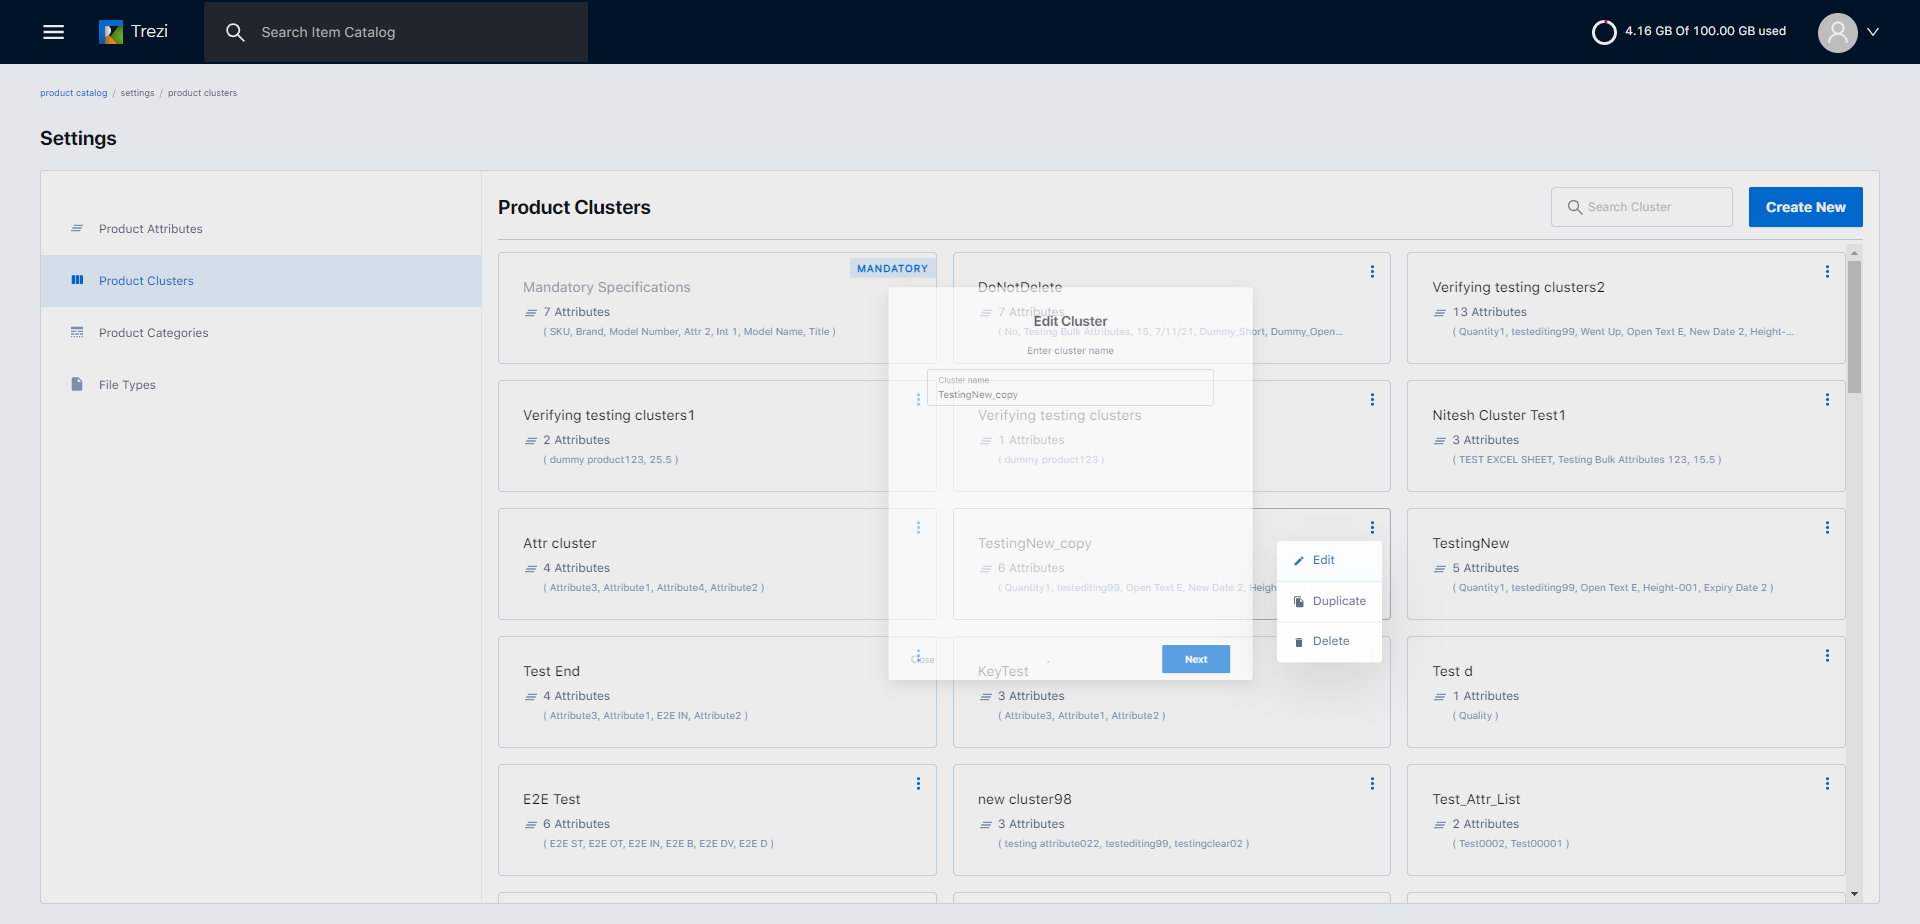 Trezi
Search Item Catalog
4.16 GB Of 100.00 GB used
product catalog / settings / product clusters
Settings
Product Attributes
Product Clusters
Product Categories
File Types
Product Clusters
Search Cluster
Create New
MANDATORY
Mandatory Specifications
7 Attributes
( SKU, Brand, Model Number, Attr 2, Int 1, Model Name, Title )
DoNotDelete
7 Attributes
( No, Testing Bulk Attributes, 15, 7/11/21, Dummy_Short, Dummy_Open...
Verifying testing clusters2
13 Attributes
( Quantity1, testediting99, Went Up, Open Text E, New Date 2, Height-...
Verifying testing clusters1
2 Attributes
( dummy product123, 25.5 )
Verifying testing clusters
1 Attributes
( dummy product123 )
Nitesh Cluster Test1
3 Attributes
( TEST EXCEL SHEET, Testing Bulk Attributes 123, 15.5 )
Attr cluster
4 Attributes
( Attribute3, Attribute1, Attribute4, Attribute2 )
TestingNew_copy
6 Attributes
( Quantity1, testediting99, Open Text E, New Date 2, Heigh
TestingNew
5 Attributes
( Quantity1, testediting99, Open Text E, Height-001, Expiry Date 2 )
Test End
4 Attributes
( Attribute3, Attribute1, E2E IN, Attribute2 )
KeyTest
3 Attributes
( Attribute3, Attribute1, Attribute2 )
Test d
1 Attributes
( Quality )
E2E Test
6 Attributes
( E2E ST, E2E OT, E2E IN, E2E B, E2E DV, E2E D )
new cluster98
3 Attributes
( testing attribute022, testediting99, testingclear02 )
Test_Attr_List
2 Attributes
( Test0002, Test00001 )
Edit Cluster
Enter cluster name
Cluster name
TestingNew_copy
Close
Next
Edit
Duplicate
Delete